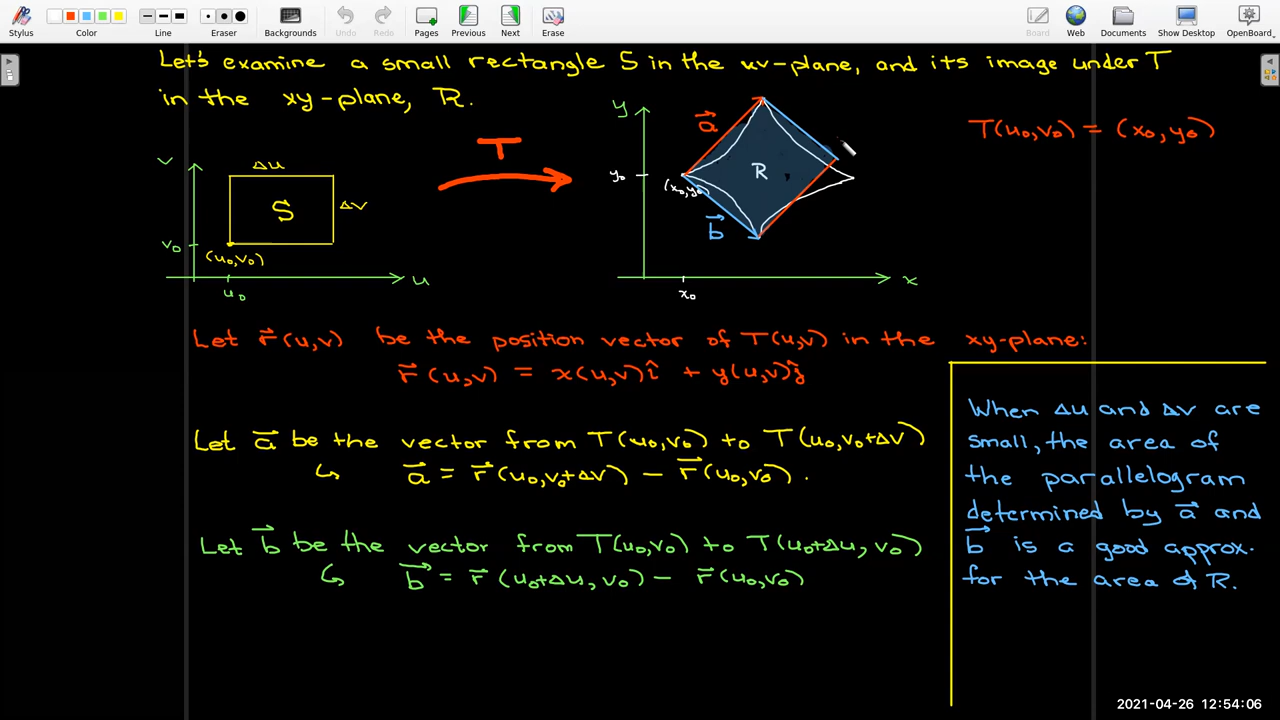 Stylus
Color
Line
Eraser
Backgrounds
Undo
Redo
Pages
Previous
Next
Erase
Board
Web
Documents
Show Desktop
OpenBoard
Let's examine a small rectangle S in the uv-plane, and its image under T
in the xy-plane, R.
T
T(u₀,v₀) = (x₀, y₀)
v
Δu
S
Δv
v₀
(u₀,v₀)
u₀
u
y
a⃗
R
y₀
(x₀,y₀)
b⃗
x₀
x
Let r⃗(u,v) be the position vector of T(u,v) in the xy-plane:
r⃗(u,v) = x(u,v)î + y(u,v)ĵ
Let a⃗ be the vector from T(u₀,v₀) to T(u₀,v₀+Δv)
↳ a⃗ = r⃗(u₀,v₀+Δv) − r⃗(u₀,v₀).
Let b⃗ be the vector from T(u₀,v₀) to T(u₀+Δu, v₀)
↳ b⃗ = r⃗(u₀+Δu, v₀) − r⃗(u₀,v₀)
When Δu and Δv are
small, the area of
the parallelogram
determined by a⃗ and
b⃗ is a good approx.
for the area of R.
2021-04-26 12:54:06